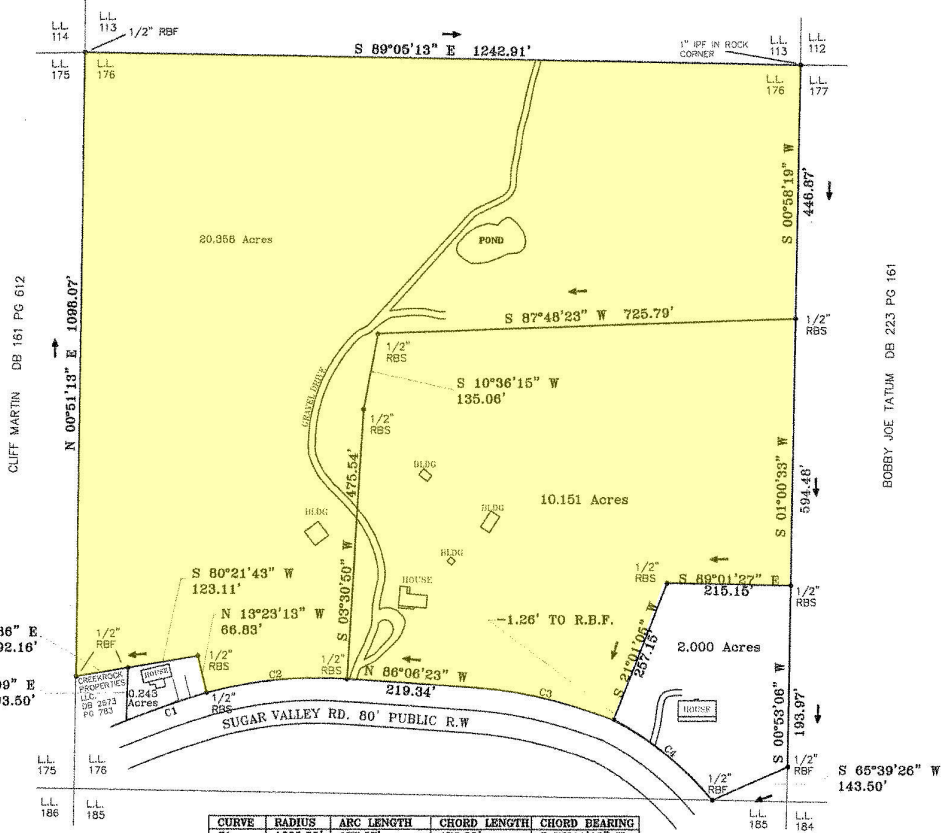 L.L.
113
L.L.
114
1/2" RBF
S 89°05'13" E 1242.91'
1" IPF IN ROCK
CORNER
L.L.
113
L.L.
112
L.L.
175
L.L.
176
L.L.
176
L.L.
177
S 00°58'19" W
446.87'
20.356 Acres
POND
CLIFF MARTIN DB 161 PG 612
N 00°51'13" E 1098.07'
S 87°48'23" W 725.79'
1/2"
RBS
BOBBY JOE TATUM DB 223 PG 161
1/2"
RBS
GRAVEL DRIVE
S 10°36'15" W
135.06'
1/2"
RBS
475.54'
S 03°30'50" W
BLDG
10.151 Acres
S 01°00'33" W
594.48'
BLDG
BLDG
BLDG
HOUSE
S 80°21'43" W
123.11'
1/2"
RBS
S 89°01'27" E
215.15'
1/2"
RBS
N 13°23'13" W
66.83'
-1.26' TO R.B.F.
S 21°01'05" W
257.15'
2.000 Acres
36" E
92.16'
1/2"
RBF
1/2"
RBS
1/2"
RBS
N 86°06'23" W
219.34'
09" E
93.50'
CREEKROCK
PROPERTIES
LLC.
DB 2573
PG 783
0.243
Acres
HOUSE
1/2"
RBS
C1
C2
C3
C4
HOUSE
S 00°53'06" W
193.97'
SUGAR VALLEY RD. 80' PUBLIC R.W
L.L.
175
L.L.
176
1/2"
RBF
1/2"
RBF
S 65°39'26" W
143.50'
L.L.
186
L.L.
185
L.L.
185
L.L.
184
CURVE RADIUS ARC LENGTH CHORD LENGTH CHORD BEARING